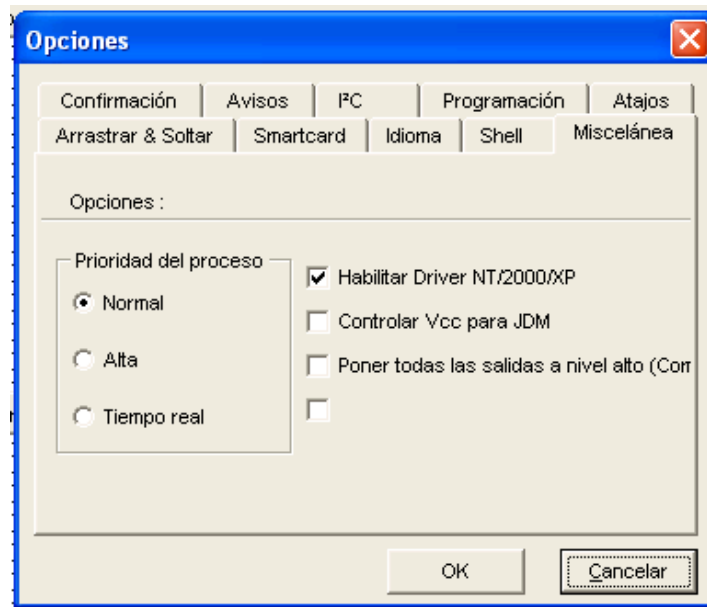 Opciones
Confirmación Avisos I²C Programación Atajos
Arrastrar & Soltar Smartcard Idioma Shell Miscelánea
Opciones :
Prioridad del proceso
Normal
Alta
Tiempo real
Habilitar Driver NT/2000/XP
Controlar Vcc para JDM
Poner todas las salidas a nivel alto (Com
OK Cancelar